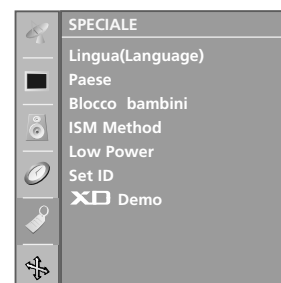 SPECIALE
Lingua(Language)
Paese
Blocco bambini
ISM Method
Low Power
Set ID
XD Demo